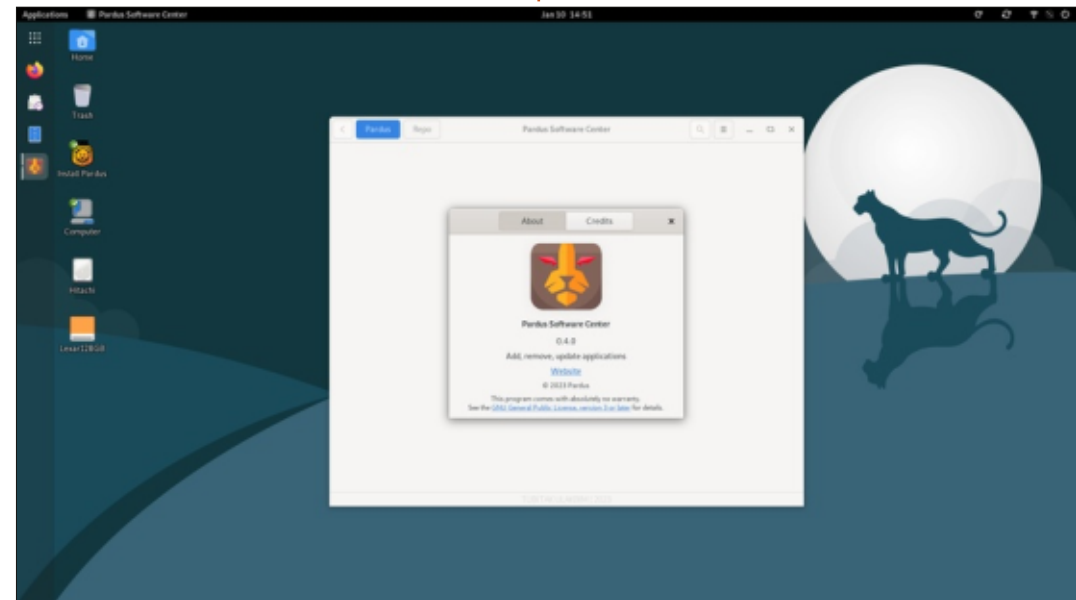 Applications Pardus Software Center Jan 10 14:51
Home
Trash
Install Pardus
Computer
Hitachi
Lexar128GB
Pardus Repo Pardus Software Center
About Credits
Pardus Software Center
0.4.0
Add, remove, update applications
Website
© 2023 Pardus
This program comes with absolutely no warranty.
See the GNU General Public License, version 3 or later for details.